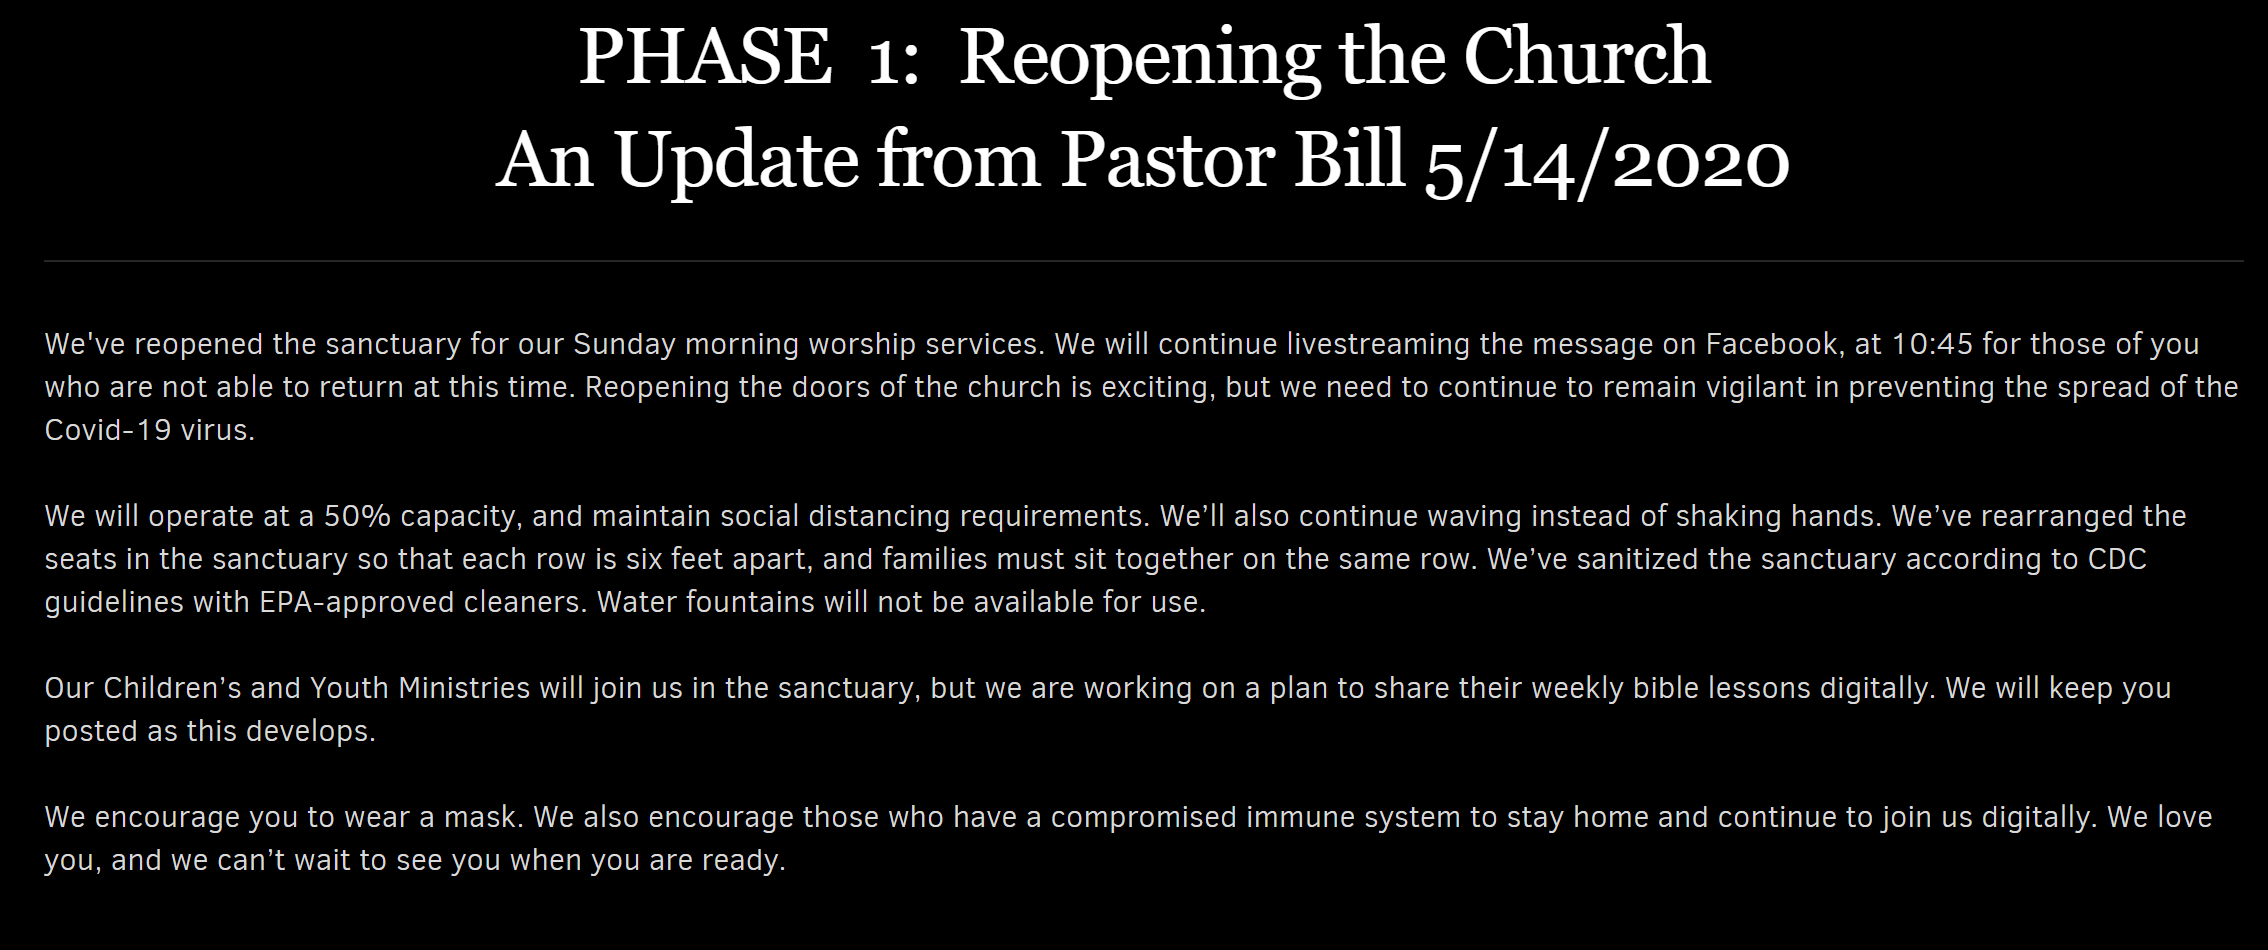 PHASE 1: Reopening the Church
An Update from Pastor Bill 5/14/2020
We've reopened the sanctuary for our Sunday morning worship services. We will continue livestreaming the message on Facebook, at 10:45 for those of you
who are not able to return at this time. Reopening the doors of the church is exciting, but we need to continue to remain vigilant in preventing the spread of the
Covid-19 virus.
We will operate at a 50% capacity, and maintain social distancing requirements. We’ll also continue waving instead of shaking hands. We’ve rearranged the
seats in the sanctuary so that each row is six feet apart, and families must sit together on the same row. We’ve sanitized the sanctuary according to CDC
guidelines with EPA-approved cleaners. Water fountains will not be available for use.
Our Children’s and Youth Ministries will join us in the sanctuary, but we are working on a plan to share their weekly bible lessons digitally. We will keep you
posted as this develops.
We encourage you to wear a mask. We also encourage those who have a compromised immune system to stay home and continue to join us digitally. We love
you, and we can’t wait to see you when you are ready.